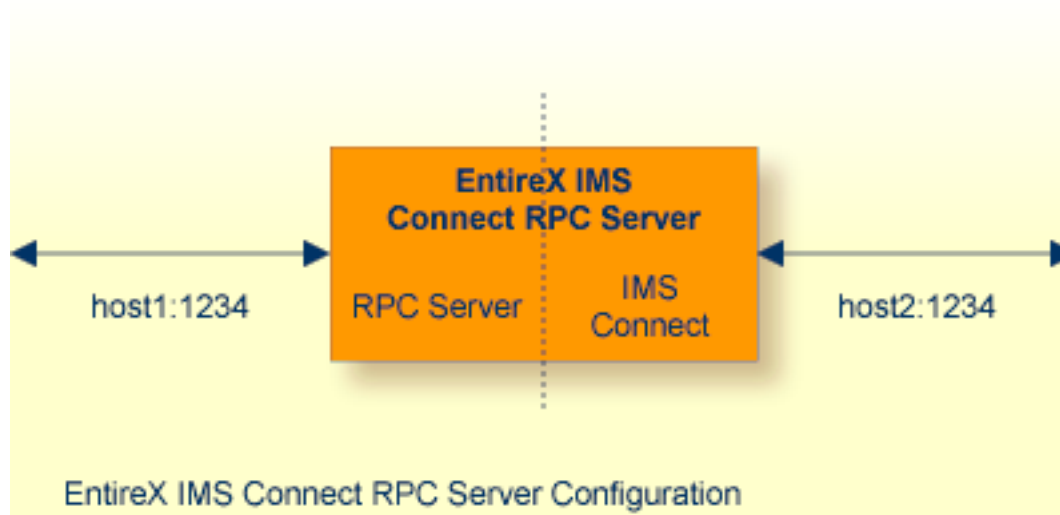 EntireX IMS
Connect RPC Server
host1:1234
RPC Server
IMS
Connect
host2:1234
EntireX IMS Connect RPC Server Configuration